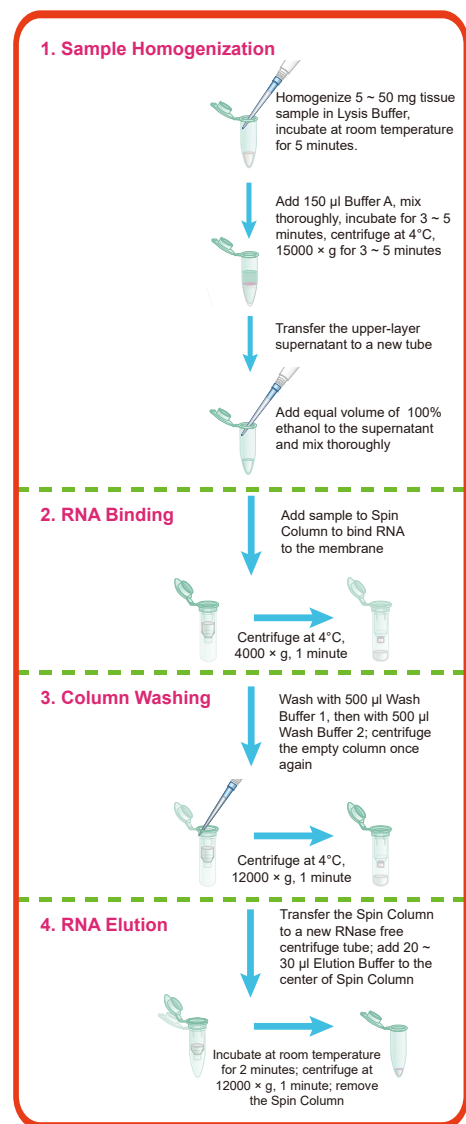 1. Sample Homogenization
Homogenize 5 ~ 50 mg tissue
sample in Lysis Buffer,
incubate at room temperature
for 5 minutes.
Add 150 µl Buffer A, mix
thoroughly, incubate for 3 ~ 5
minutes, centrifuge at 4°C,
15000 × g for 3 ~ 5 minutes
Transfer the upper-layer
supernatant to a new tube
Add equal volume of 100%
ethanol to the supernatant
and mix thoroughly
2. RNA Binding
Add sample to Spin
Column to bind RNA
to the membrane
Centrifuge at 4°C,
4000 × g, 1 minute
3. Column Washing
Wash with 500 µl Wash
Buffer 1, then with 500 µl
Wash Buffer 2; centrifuge
the empty column once
again
Centrifuge at 4°C,
12000 × g, 1 minute
4. RNA Elution
Transfer the Spin Column
to a new RNase free
centrifuge tube; add 20 ~
30 µl Elution Buffer to the
center of Spin Column
Incubate at room temperature
for 2 minutes; centrifuge at
12000 × g, 1 minute; remove
the Spin Column